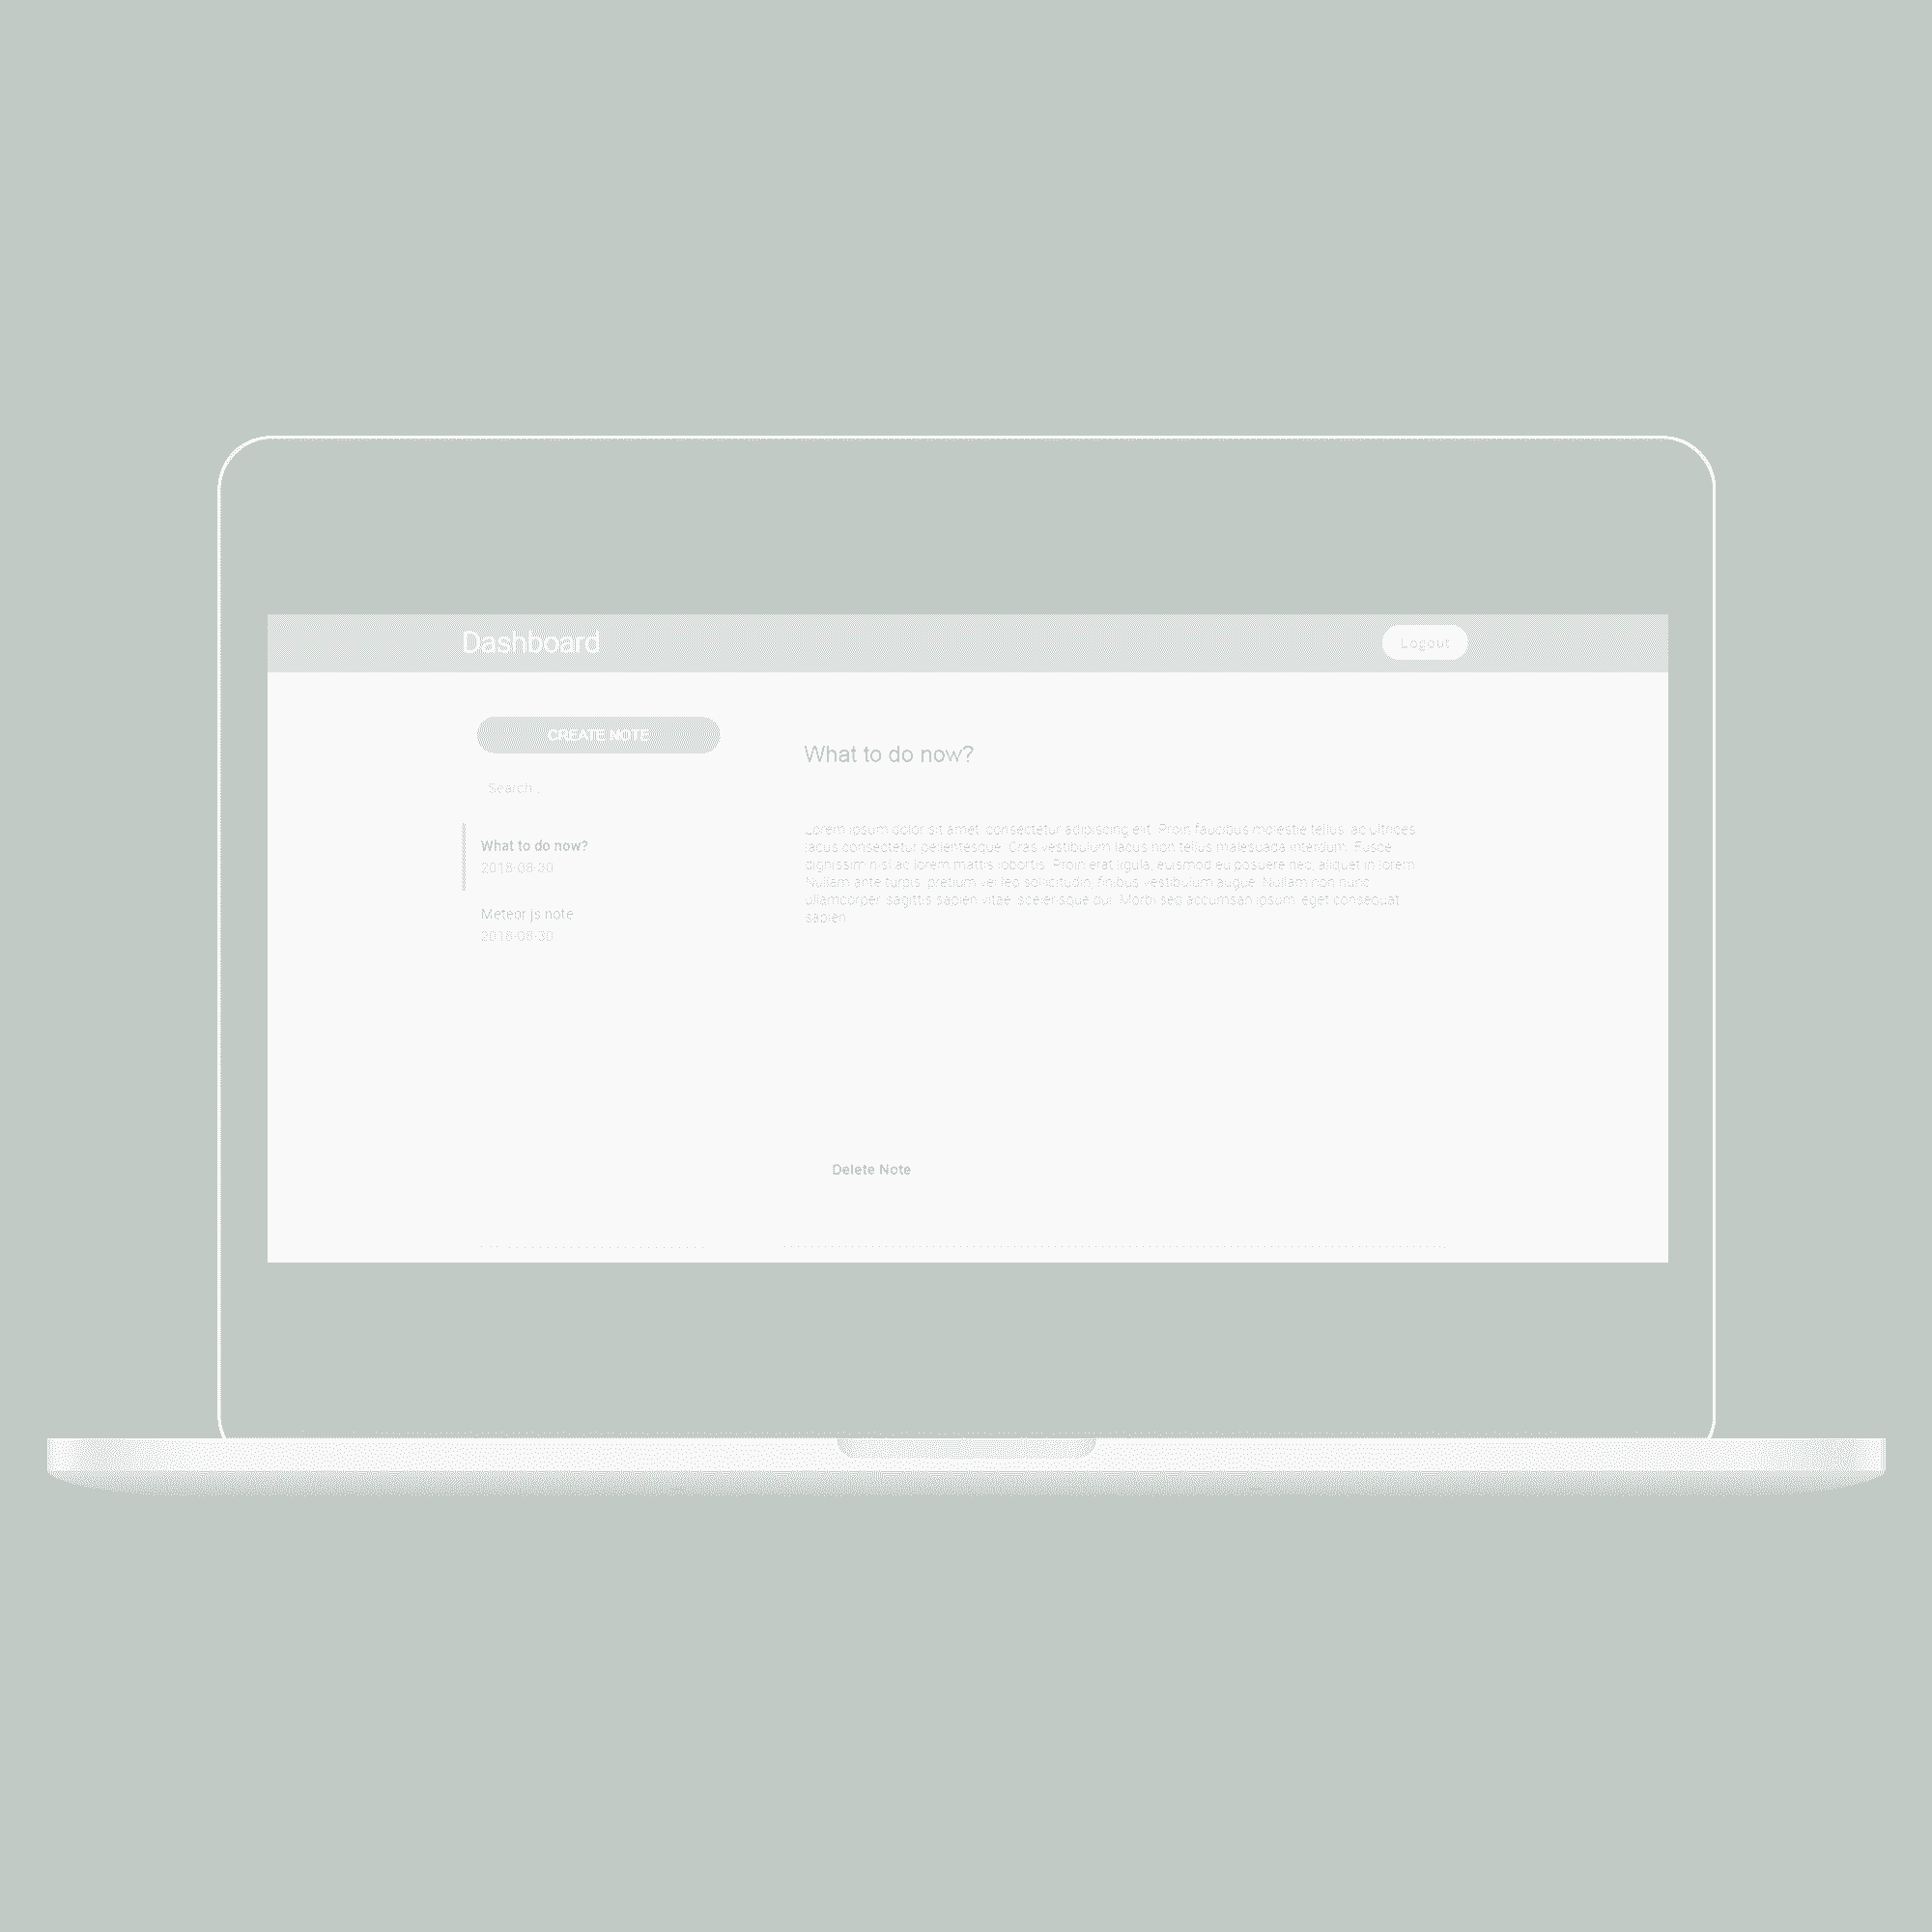 Dashboard
Logout
CREATE NOTE
Search .
What to do now?
2018-08-30
Meteor js note
2018-08-30
What to do now?
Lorem ipsum dolor sit amet, consectetur adipiscing elit. Proin faucibus molestie tellus, ac ultrices
lacus consectetur pellentesque. Cras vestibulum lacus non tellus malesuada interdum. Fusce
dignissim nisl ac lorem mattis lobortis. Proin erat ligula, euismod eu posuere nec, aliquet in lorem.
Nullam ante turpis, pretium vel leo sollicitudin, finibus vestibulum augue. Nullam non nunc
ullamcorper, sagittis sapien vitae, scelerisque dui. Morbi sed accumsan ipsum, eget consequat
sapien.
Delete Note